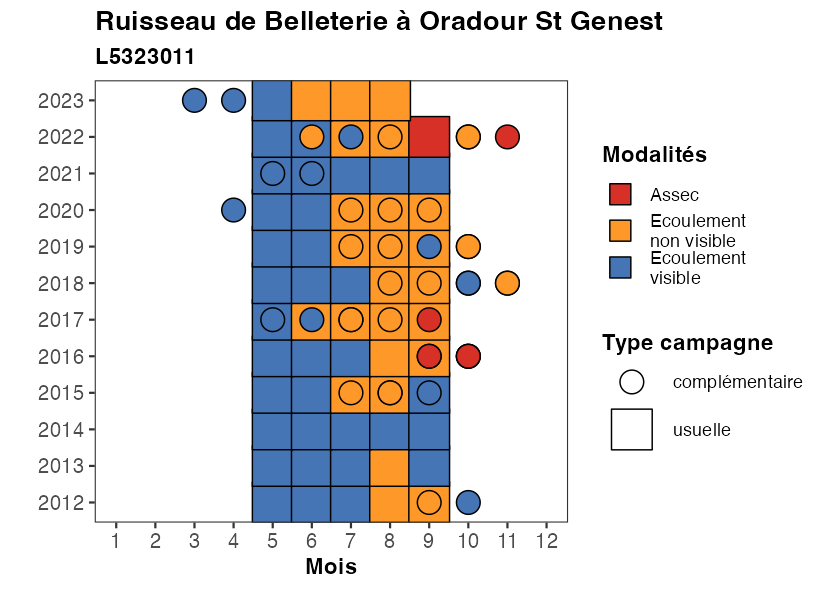 Ruisseau de Belleterie à Oradour St Genest
L5323011
2023
2022
2021
2020
2019
2018
2017
2016
2015
2014
2013
2012
1 2 3 4 5 6 7 8 9 10 11 12
Mois
Modalités
Assec
Ecoulement
non visible
Ecoulement
visible
Type campagne
complémentaire
usuelle